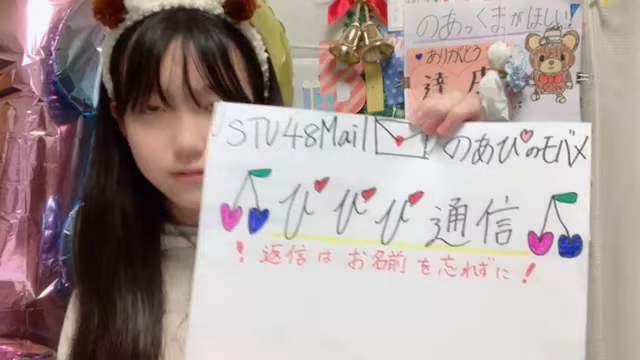 のあっくまがほしい!
ありがとう
達
STU48Mail のあぴのモバメ
ぴぴぴ通信
! 返信は お名前 を忘れずに !